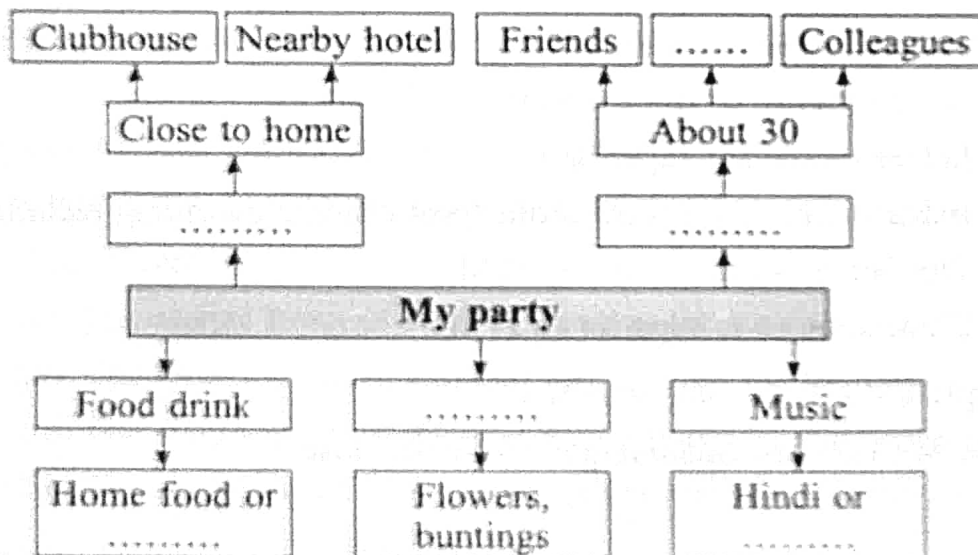 Clubhouse Nearby hotel Friends ...... Colleagues
Close to home About 30
......... .........
My party
Food drink ......... Music
Home food or Flowers, Hindi or
......... buntings .........